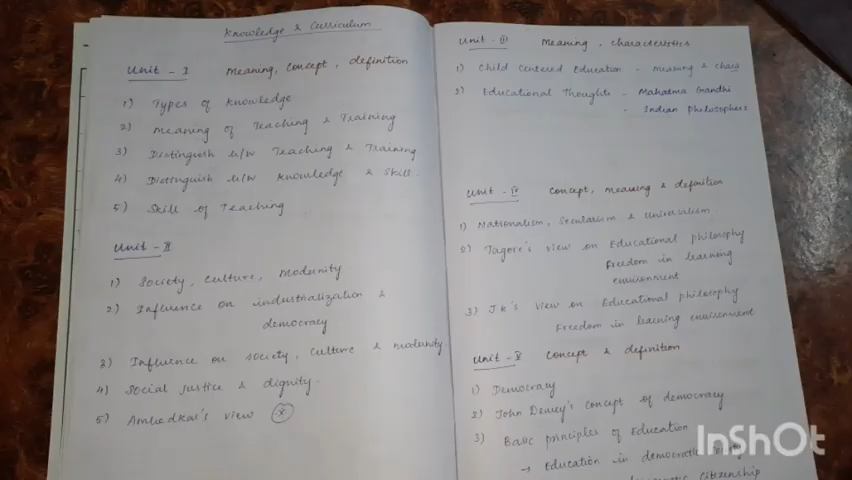 Knowledge & Curriculum
Unit - I Meaning, Concept, definition
1) Types of knowledge
2) Meaning of Teaching & Training
3) Distinguish b/w Teaching & Training
4) Distinguish b/w knowledge & skill.
5) Skill of Teaching
Unit - II
1) Society, Culture, Modernity
2) Influence on industrialization &
democracy
3) Influence on society, culture & modernity.
4) Social justice & dignity.
5) Ambedkar's view
Unit - III Meaning, characteristics
1) Child Centered Education - Meaning & chara
2) Educational Thoughts - Mahatma Gandhi
- Indian Philosophers
Unit - IV Concept, meaning & definition
1) Nationalism, Secularism & Universalism
2) Tagore's view on Educational philosophy
Freedom in learning
environment
3) JK's view on Educational philosophy
Freedom in learning environment
Unit - V Concept & definition
1) Democracy
2) John Dewey's concept of democracy
3) Basic principles of Education
→ Education in democratic
citizenship
InShOt